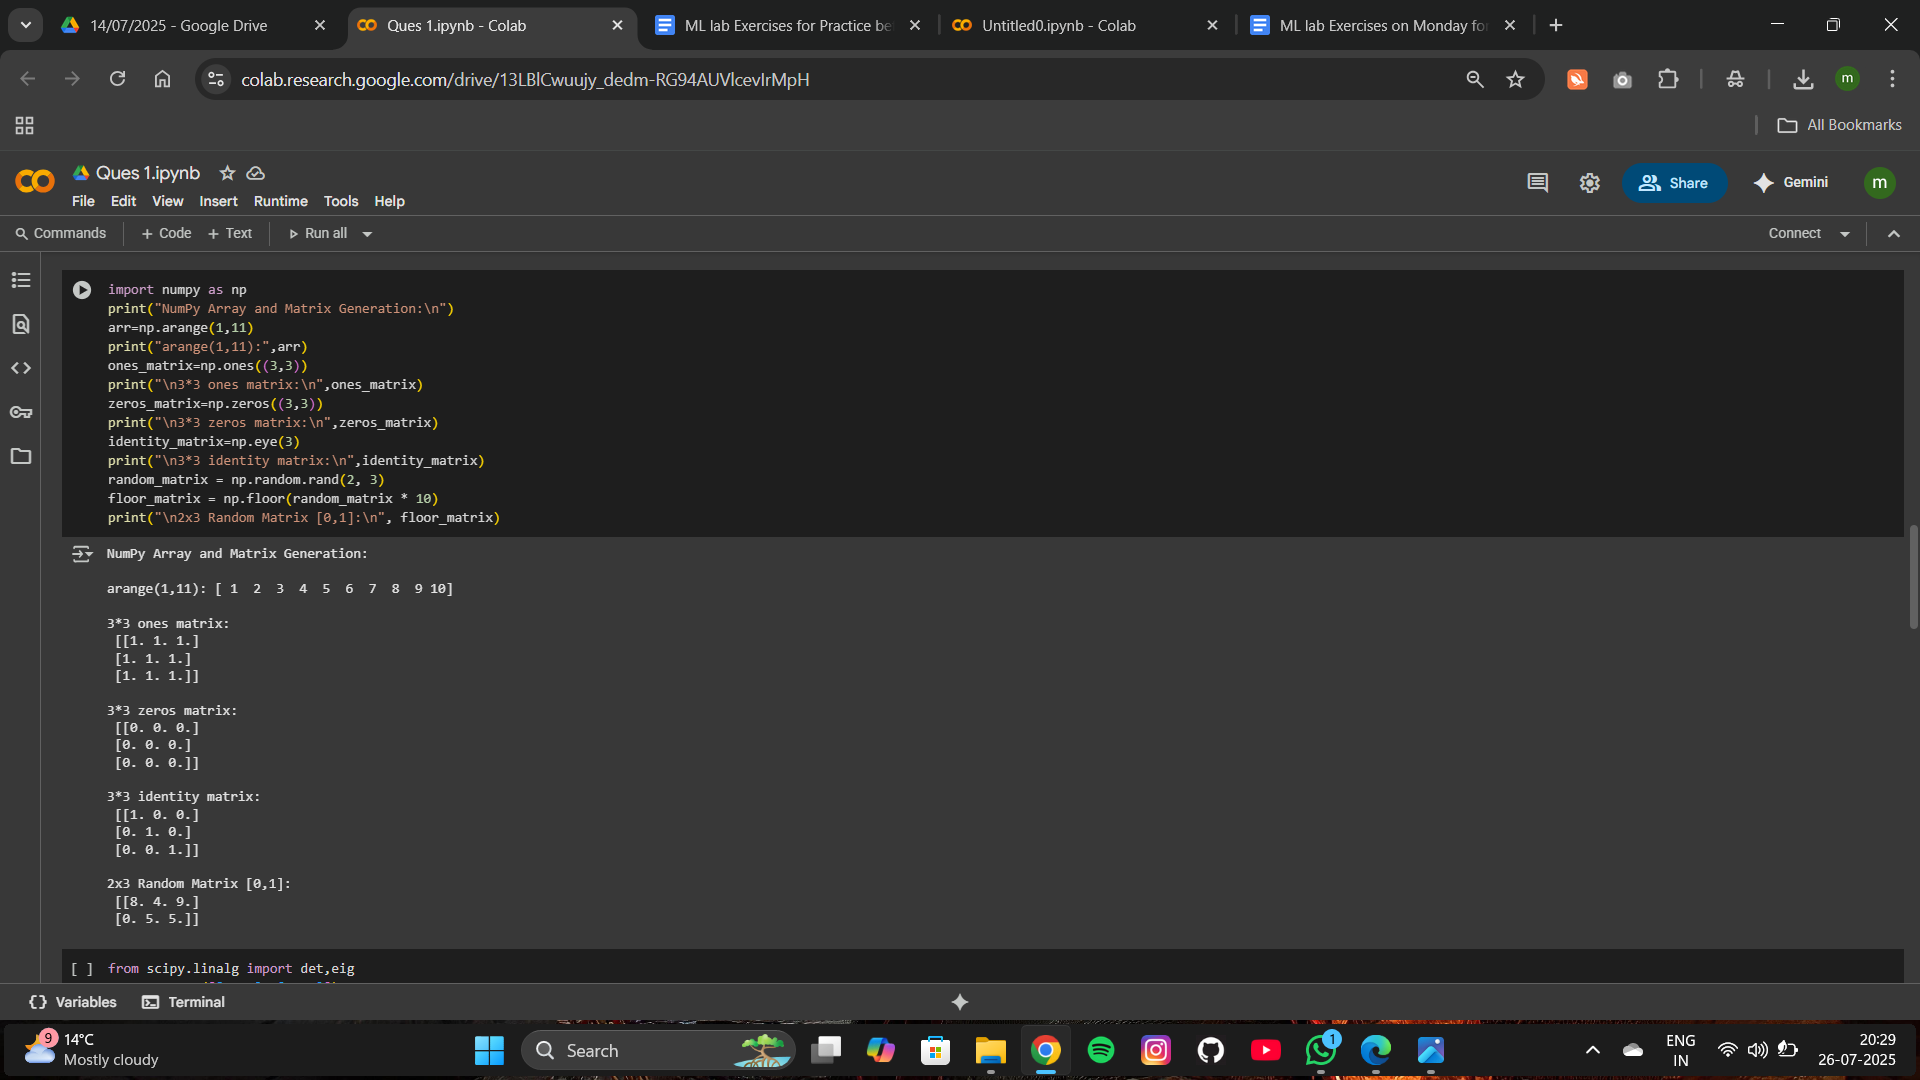 14/07/2025 - Google Drive
Ques 1.ipynb - Colab
ML lab Exercises for Practice be
Untitled0.ipynb - Colab
ML lab Exercises on Monday fo
colab.research.google.com/drive/13LBlCwuujy_dedm-RG94AUVlcevlrMpH
m
All Bookmarks
Ques 1.ipynb
File Edit View Insert Runtime Tools Help
Share
Gemini
m
Commands + Code + Text Run all
Connect
import numpy as np
print("NumPy Array and Matrix Generation:\n")
arr=np.arange(1,11)
print("arange(1,11):",arr)
ones_matrix=np.ones((3,3))
print("\n3*3 ones matrix:\n",ones_matrix)
zeros_matrix=np.zeros((3,3))
print("\n3*3 zeros matrix:\n",zeros_matrix)
identity_matrix=np.eye(3)
print("\n3*3 identity matrix:\n",identity_matrix)
random_matrix = np.random.rand(2, 3)
floor_matrix = np.floor(random_matrix * 10)
print("\n2x3 Random Matrix [0,1]:\n", floor_matrix)
NumPy Array and Matrix Generation:
arange(1,11): [ 1  2  3  4  5  6  7  8  9 10]
3*3 ones matrix:
[[1. 1. 1.]
[1. 1. 1.]
[1. 1. 1.]]
3*3 zeros matrix:
[[0. 0. 0.]
[0. 0. 0.]
[0. 0. 0.]]
3*3 identity matrix:
[[1. 0. 0.]
[0. 1. 0.]
[0. 0. 1.]]
2x3 Random Matrix [0,1]:
[[8. 4. 9.]
[0. 5. 5.]]
[ ] from scipy.linalg import det,eig
Variables
Terminal
9
14°C
Mostly cloudy
Search
1
ENG
IN
20:29
26-07-2025